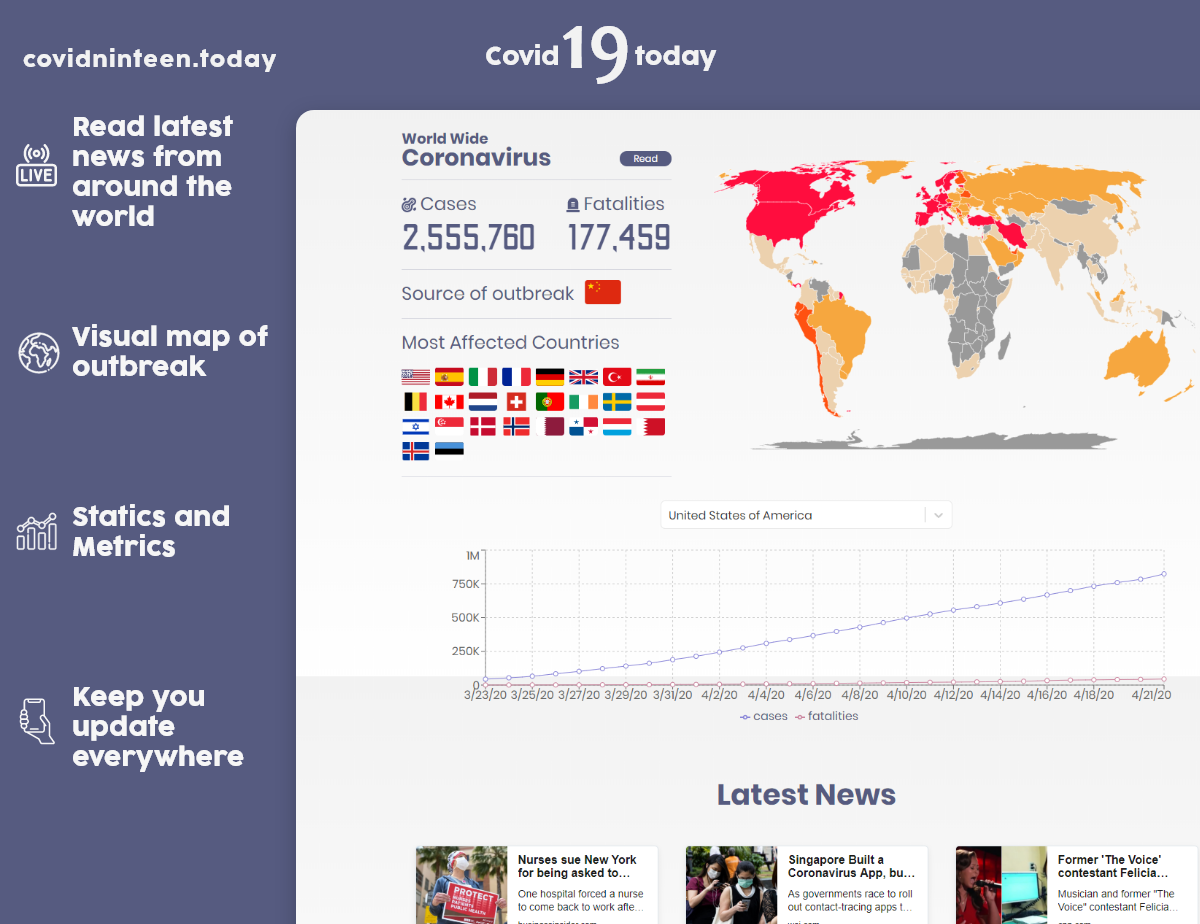 covidninteen.today
Covid 19 today
LIVE
Read latest
news from
around the
world
Visual map of
outbreak
Statics and
Metrics
Keep you
update
everywhere
World Wide
Coronavirus
Read
Cases
Fatalities
2,555,760
177,459
Source of outbreak
Most Affected Countries
United States of America
1M
750K
500K
250K
0
3/23/20 3/25/20 3/27/20 3/29/20 3/31/20 4/2/20 4/4/20 4/6/20 4/8/20 4/10/20 4/12/20 4/14/20 4/16/20 4/18/20 4/21/20
cases fatalities
Latest News
PROTECT
NURSES
PATIENTS
PUBLIC HEALTH
Nurses sue New York
for being asked to...
One hospital forced a nurse
to come back to work afte...
Singapore Built a
Coronavirus App, bu...
As governments race to roll
out contact-tracing apps t...
Former 'The Voice'
contestant Felicia...
Musician and former "The
Voice" contestant Felicia...